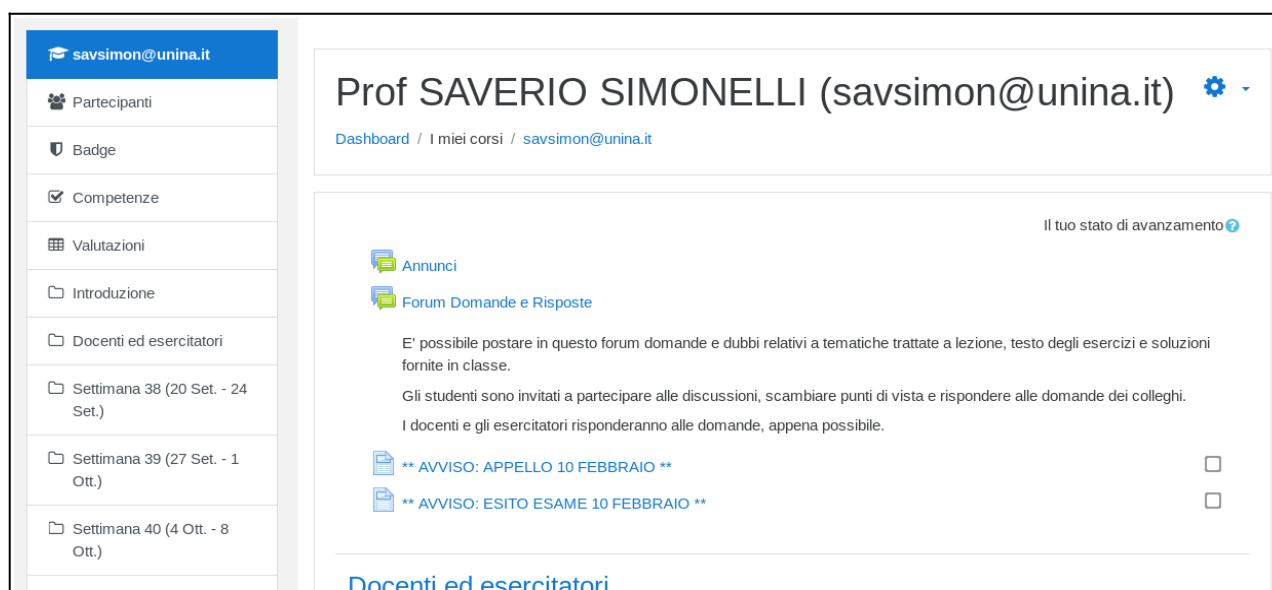 savsimon@unina.it
Partecipanti
Badge
Competenze
Valutazioni
Introduzione
Docenti ed esercitatori
Settimana 38 (20 Set. - 24
Set.)
Settimana 39 (27 Set. - 1
Ott.)
Settimana 40 (4 Ott. - 8
Ott.)
Prof SAVERIO SIMONELLI (savsimon@unina.it)
Dashboard / I miei corsi / savsimon@unina.it
Il tuo stato di avanzamento
Annunci
Forum Domande e Risposte
E' possibile postare in questo forum domande e dubbi relativi a tematiche trattate a lezione, testo degli esercizi e soluzioni
fornite in classe.
Gli studenti sono invitati a partecipare alle discussioni, scambiare punti di vista e rispondere alle domande dei colleghi.
I docenti e gli esercitatori risponderanno alle domande, appena possibile.
** AVVISO: APPELLO 10 FEBBRAIO **
** AVVISO: ESITO ESAME 10 FEBBRAIO **
Docenti ed esercitatori